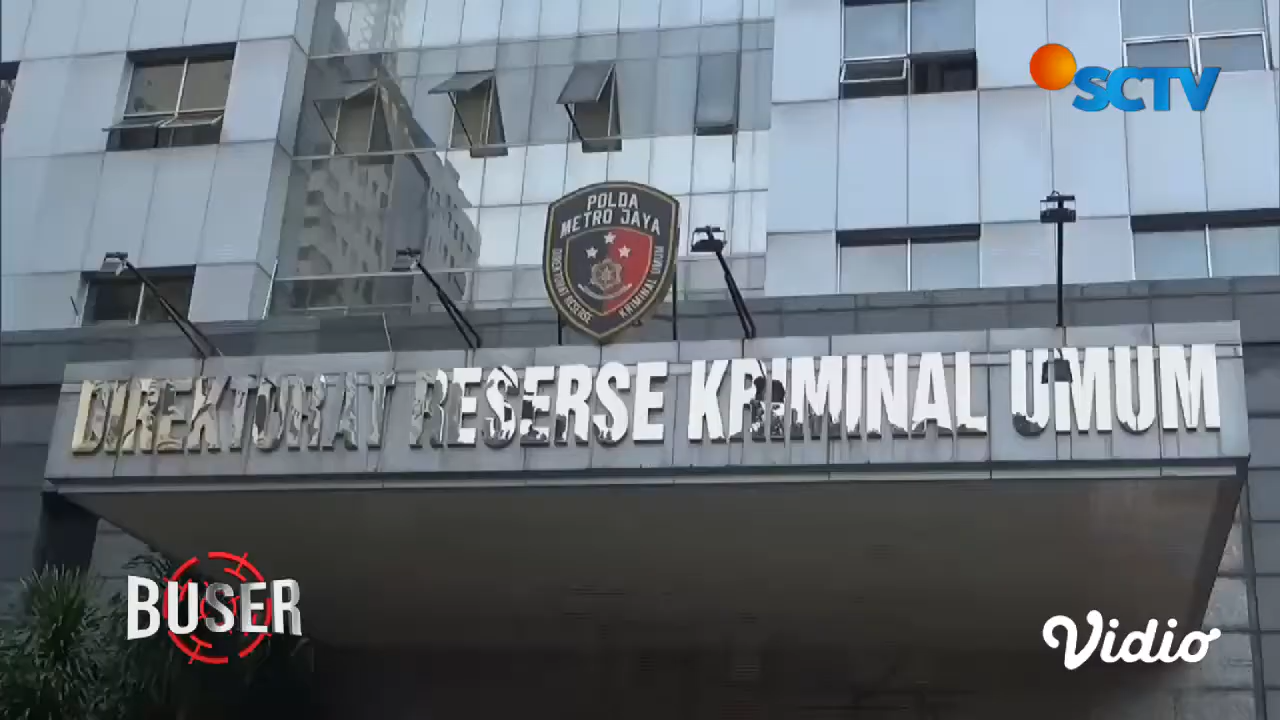 SCTV
POLDA
METRO JAYA
DIREKTORAT RESERSE
KRIMINAL UMUM
DIREKTORAT RESERSE KRIMINAL UMUM
BUSER
Vidio